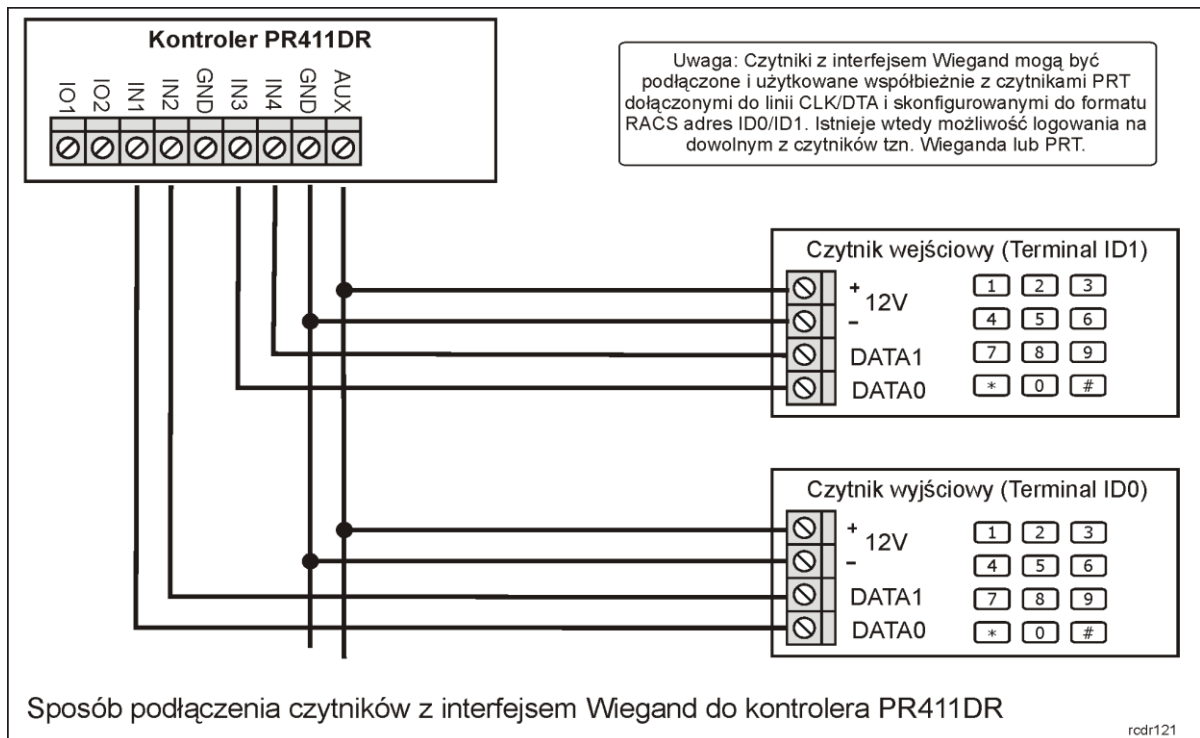 Kontroler PR411DR
IO1
IO2
IN1
IN2
GND
IN3
IN4
GND
AUX
Uwaga: Czytniki z interfejsem Wiegand mogą być
podłączone i użytkowane współbieżnie z czytnikami PRT
dołączonymi do linii CLK/DTA i skonfigurowanymi do formatu
RACS adres ID0/ID1. Istnieje wtedy możliwość logowania na
dowolnym z czytników tzn. Wieganda lub PRT.
Czytnik wejściowy (Terminal ID1)
+
12V
–
DATA1
DATA0
1 2 3
4 5 6
7 8 9
* 0 #
Czytnik wyjściowy (Terminal ID0)
+
12V
–
DATA1
DATA0
1 2 3
4 5 6
7 8 9
* 0 #
Sposób podłączenia czytników z interfejsem Wiegand do kontrolera PR411DR
rcdr121